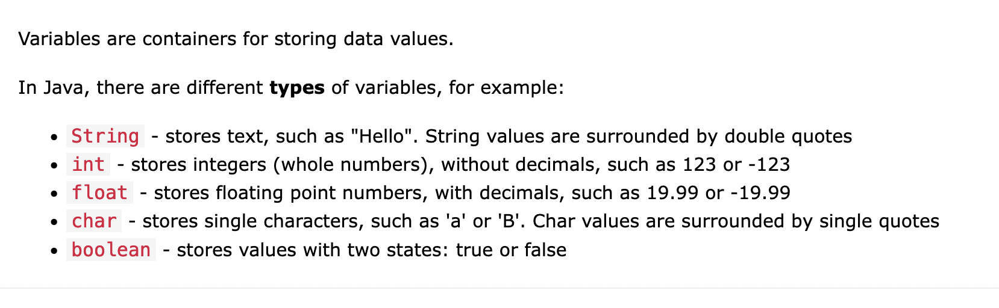 Variables are containers for storing data values.
In Java, there are different types of variables, for example:
• String - stores text, such as "Hello". String values are surrounded by double quotes
• int - stores integers (whole numbers), without decimals, such as 123 or -123
• float - stores floating point numbers, with decimals, such as 19.99 or -19.99
• char - stores single characters, such as 'a' or 'B'. Char values are surrounded by single quotes
• boolean - stores values with two states: true or false